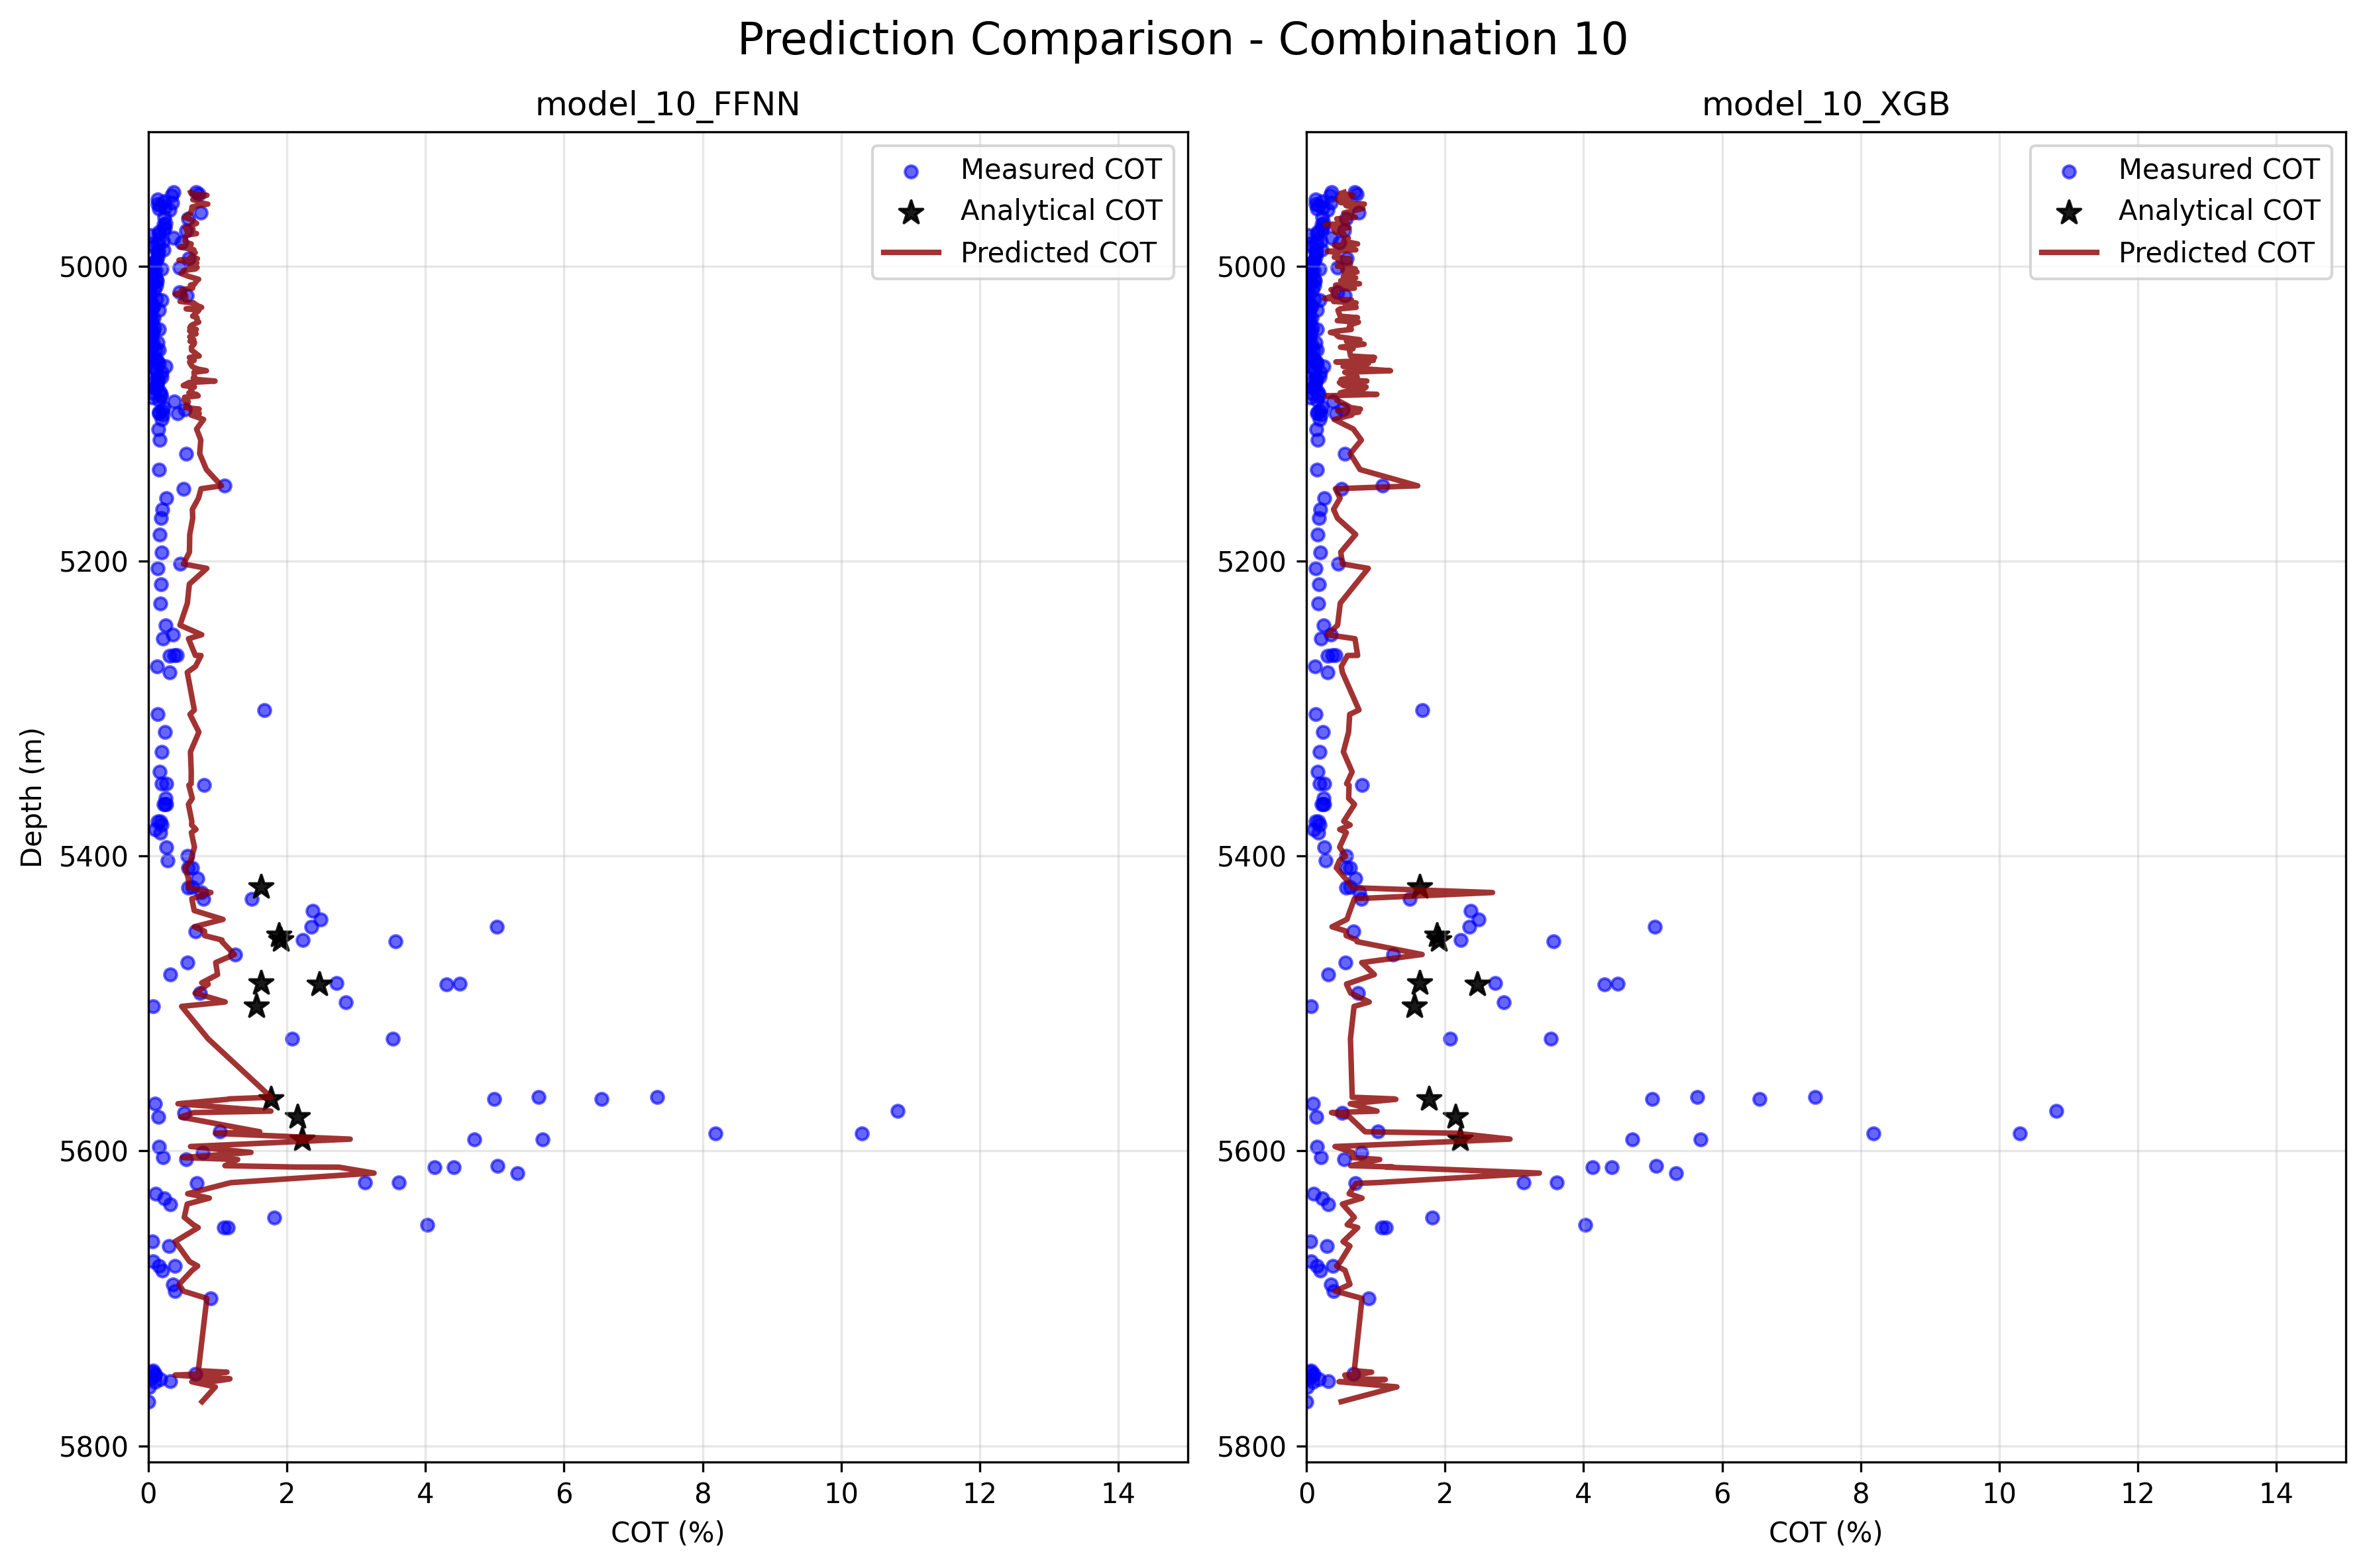 Prediction Comparison - Combination 10
model_10_FFNN
Measured COT
Analytical COT
Predicted COT
Depth (m)
5000
5200
5400
5600
5800
0 2 4 6 8 10 12 14
COT (%)
model_10_XGB
Measured COT
Analytical COT
Predicted COT
5000
5200
5400
5600
5800
0 2 4 6 8 10 12 14
COT (%)